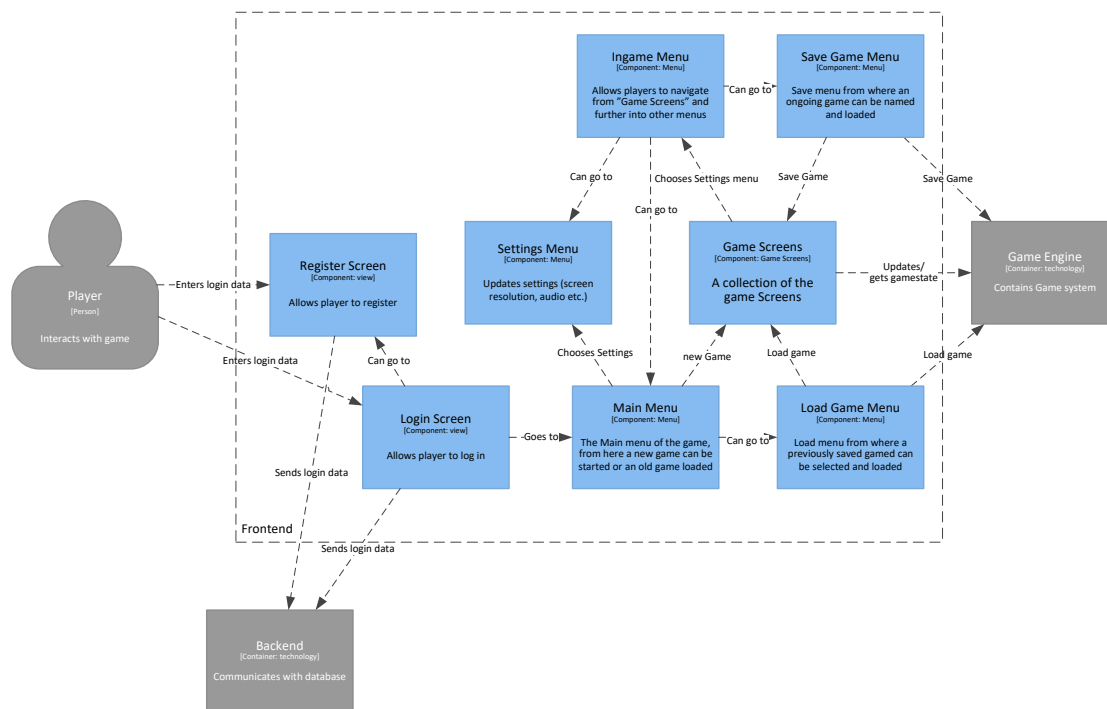 Ingame Menu
[Component: Menu]
Allows players to navigate
from "Game Screens" and
further into other menus
Can go to
Save Game Menu
[Component: Menu]
Save menu from where an
ongoing game can be named
and loaded
Can go to
Chooses Settings menu
Save Game
Save Game
Can go to
Player
[Person]
Interacts with game
Enters login data
Register Screen
[Component: view]
Allows player to register
Settings Menu
[Component: Menu]
Updates settings (screen
resolution, audio etc.)
Game Screens
[Component: Game Screens]
A collection of the
game Screens
Updates/
gets gamestate
Game Engine
[Container: technology]
Contains Game system
Enters login data
Can go to
Chooses Settings
new Game
Load game
Load game
Login Screen
[Component: view]
Allows player to log in
Goes to
Main Menu
[Component: Menu]
The Main menu of the game,
from here a new game can be
started or an old game loaded
Can go to
Load Game Menu
[Component: Menu]
Load menu from where a
previously saved gamed can
be selected and loaded
Sends login data
Frontend
Sends login data
Backend
[Container: technology]
Communicates with database